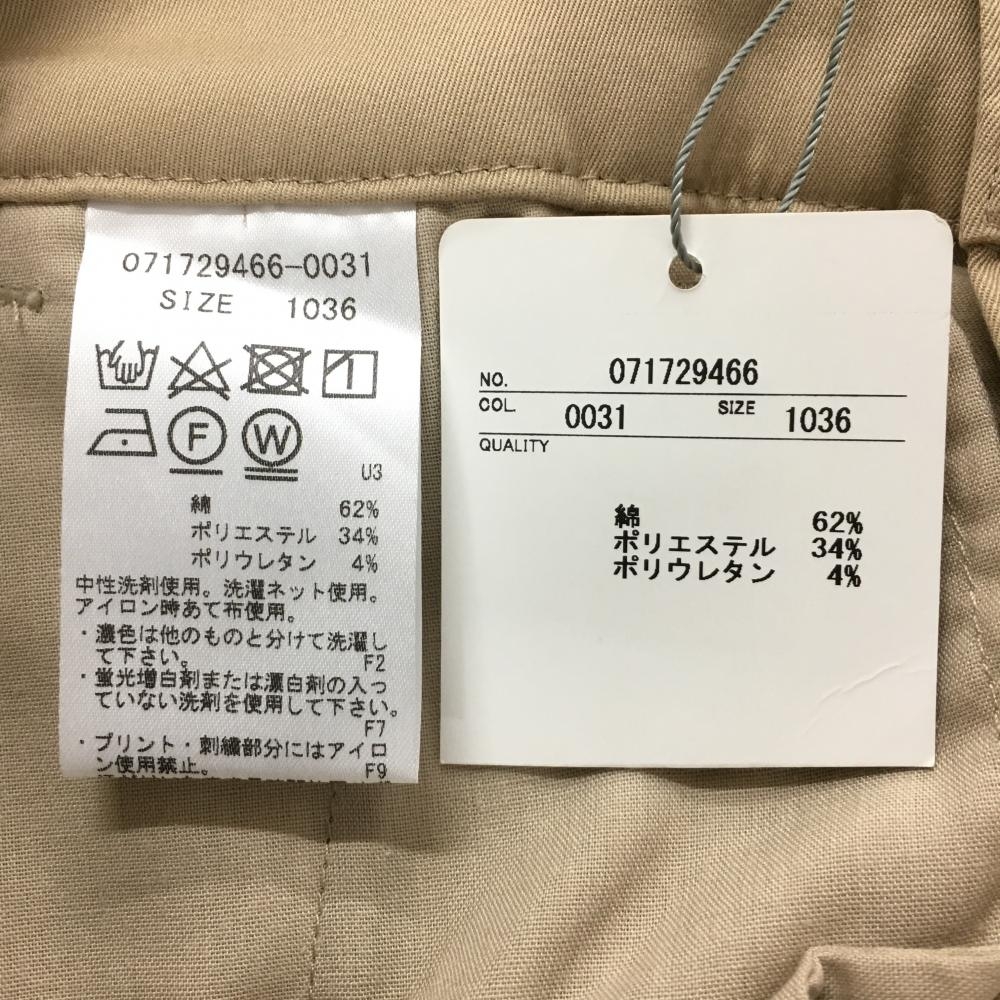 071729466-0031
SIZE 1036
F W
U3
綿 62%
ポリエステル 34%
ポリウレタン 4%
中性洗剤使用。洗濯ネット使用。
アイロン時あて布使用。
・濃色は他のものと分けて洗濯し
て下さい。 F2
・蛍光増白剤または漂白剤の入っ
ていない洗剤を使用して下さい。
F7
・プリント・刺繍部分にはアイロ
ン使用禁止。 F9
NO. 071729466
COL. 0031 SIZE 1036
QUALITY
綿 62%
ポリエステル 34%
ポリウレタン 4%